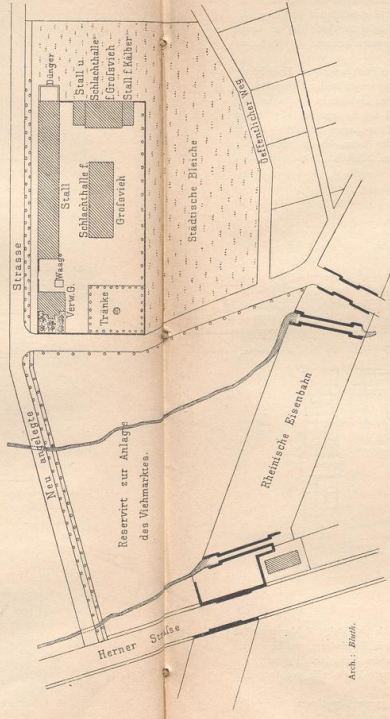 Dünger
Stall u.
Schlachthalle
f. Großvieh
Stall f. Kälber
Strasse
Stall
Schlachthalle f.
Großvieh
Waage
Verw.G.
Tränke
Städtische Bleiche
Oeffentlicher Weg
Neu angelegte
Reservirt zur Anlage
des Viehmarktes.
Rheinische Eisenbahn
Herner Straße
Arch.: Bluth.